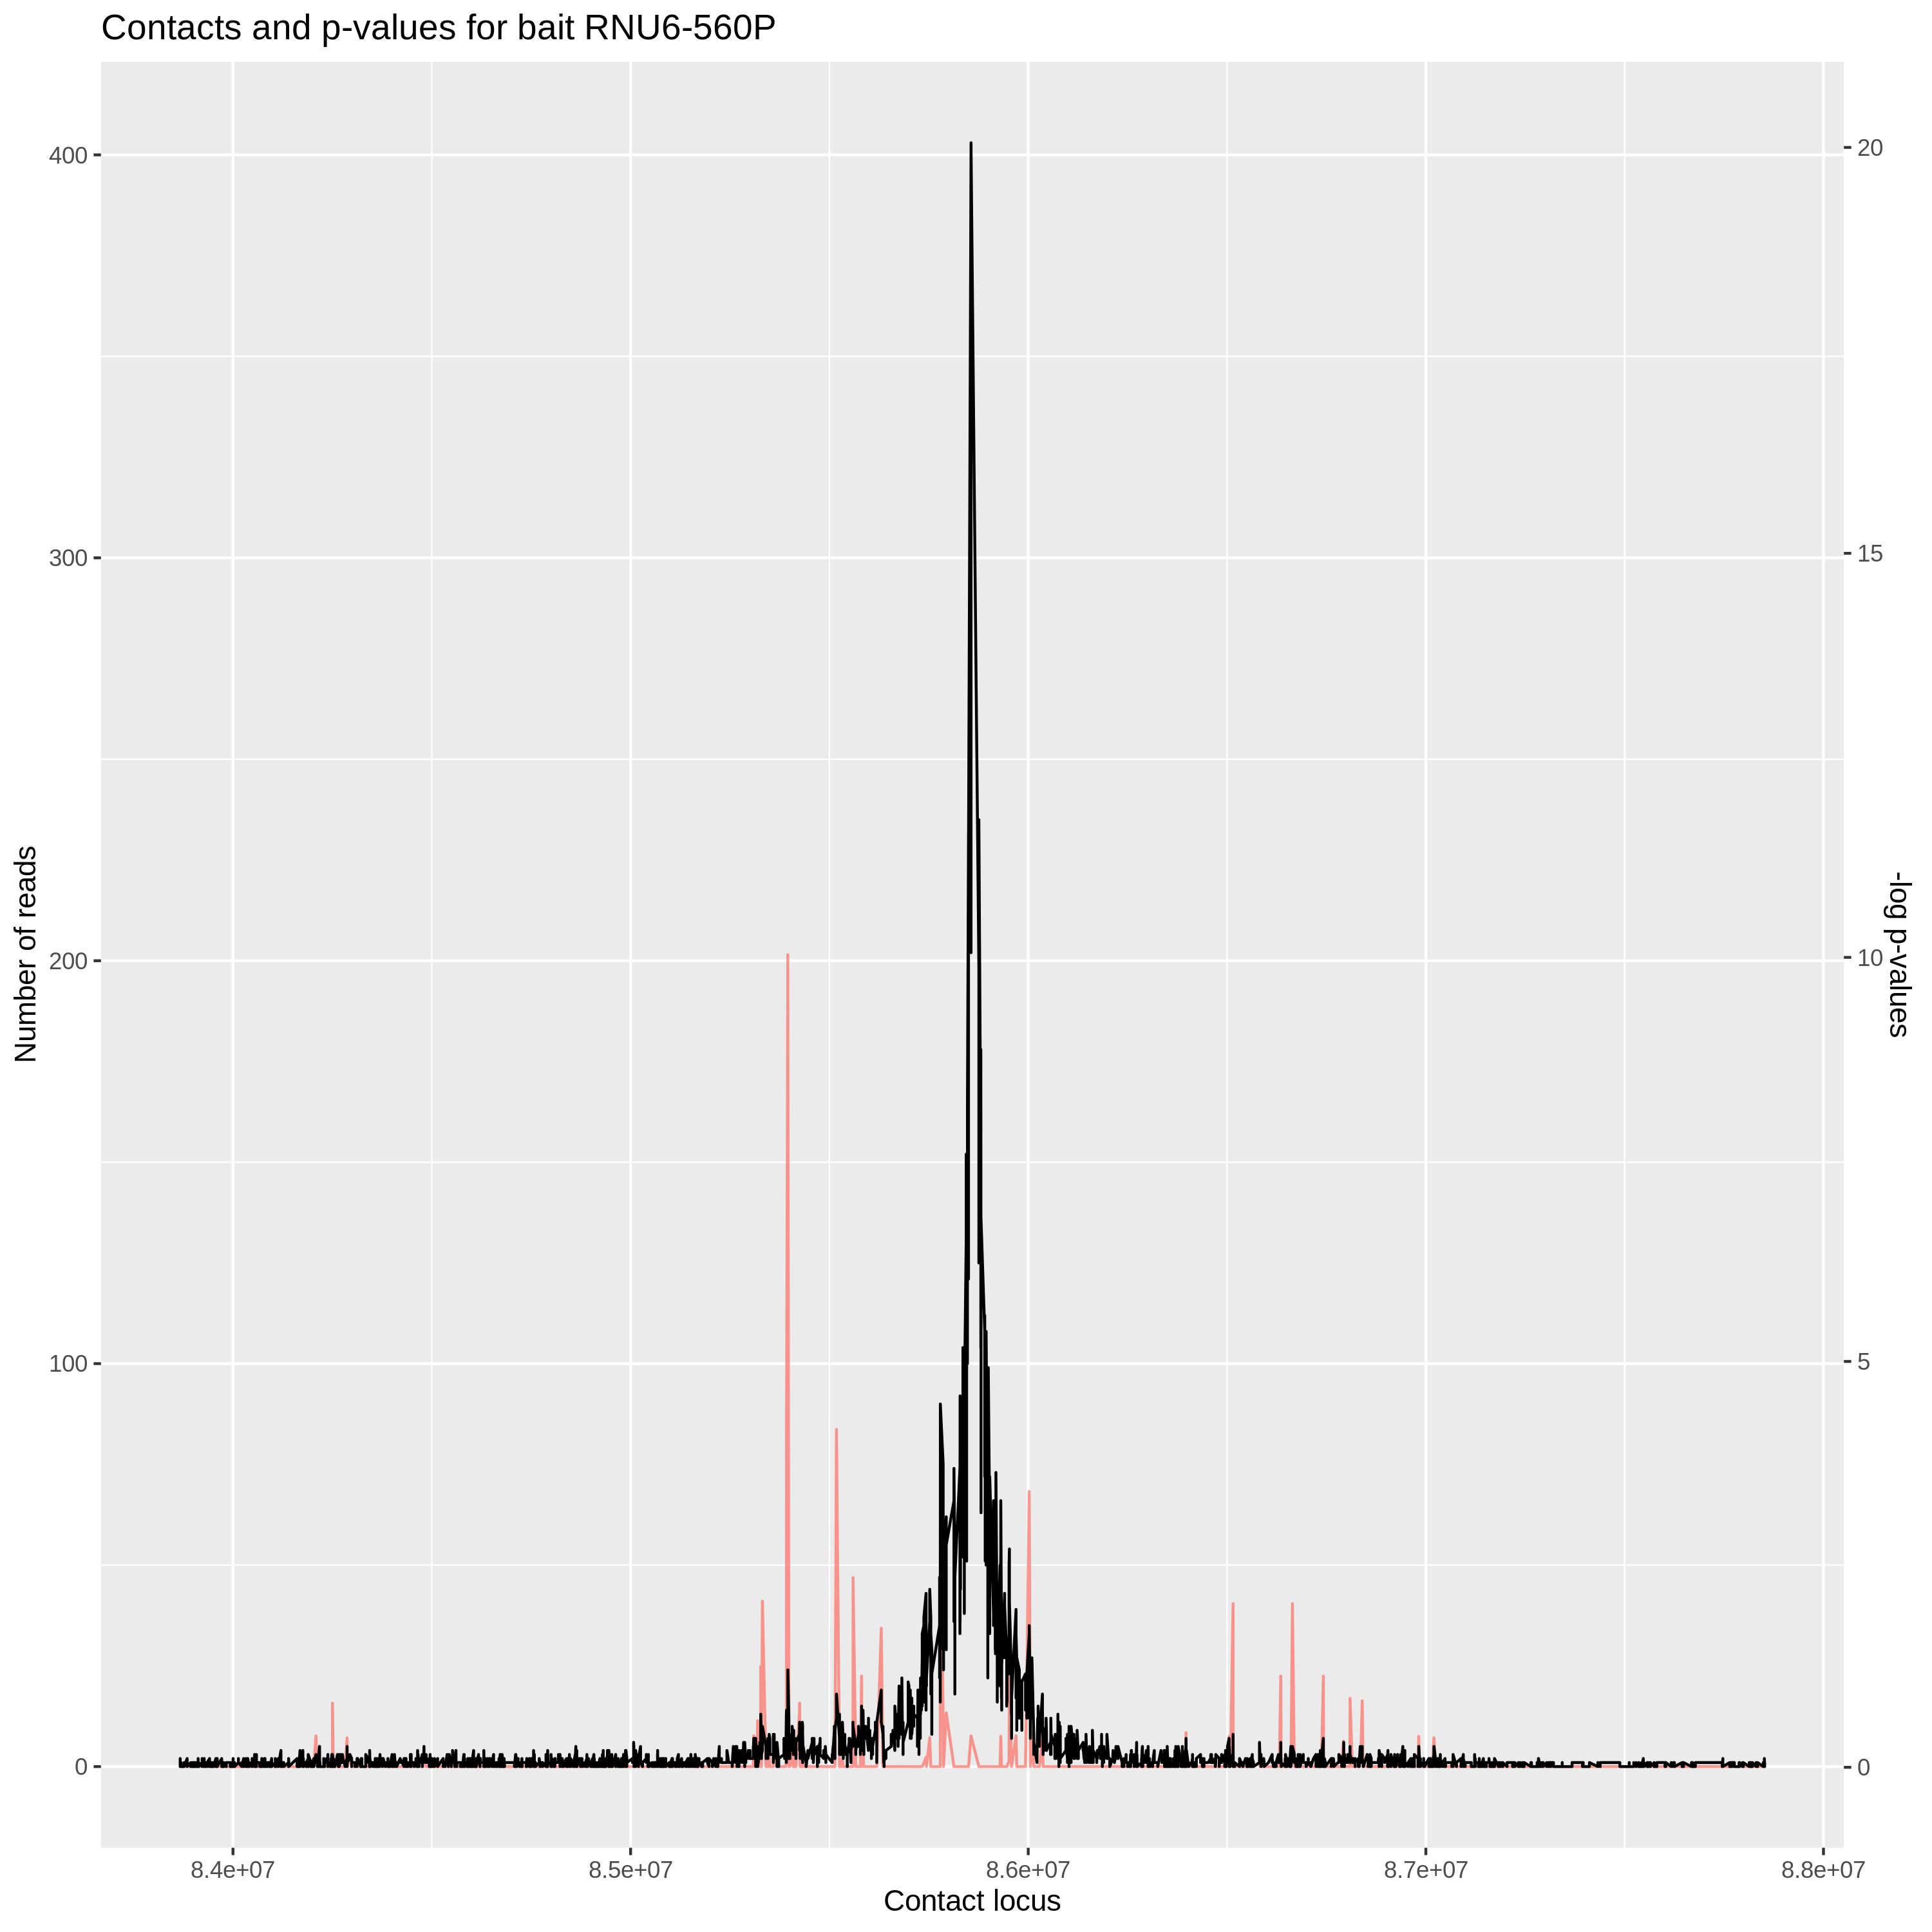 Contacts and p-values for bait RNU6-560P
400
300
200
100
0
20
15
10
5
0
Number of reads
-log p-values
8.4e+07
8.5e+07
8.6e+07
8.7e+07
8.8e+07
Contact locus